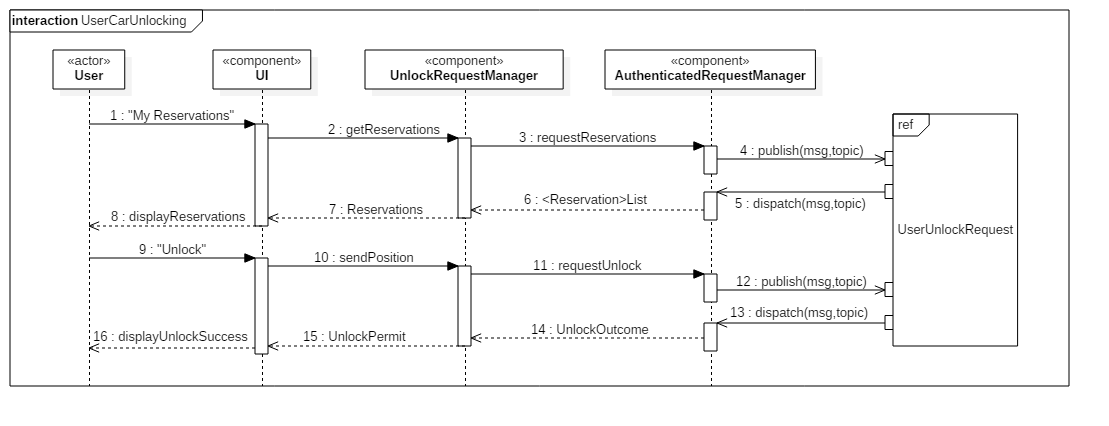 interaction UserCarUnlocking
«actor»
User
«component»
UI
«component»
UnlockRequestManager
«component»
AuthenticatedRequestManager
ref
UserUnlockRequest
1 : "My Reservations"
2 : getReservations
3 : requestReservations
4 : publish(msg,topic)
5 : dispatch(msg,topic)
6 : <Reservation>List
7 : Reservations
8 : displayReservations
9 : "Unlock"
10 : sendPosition
11 : requestUnlock
12 : publish(msg,topic)
13 : dispatch(msg,topic)
14 : UnlockOutcome
15 : UnlockPermit
16 : displayUnlockSuccess